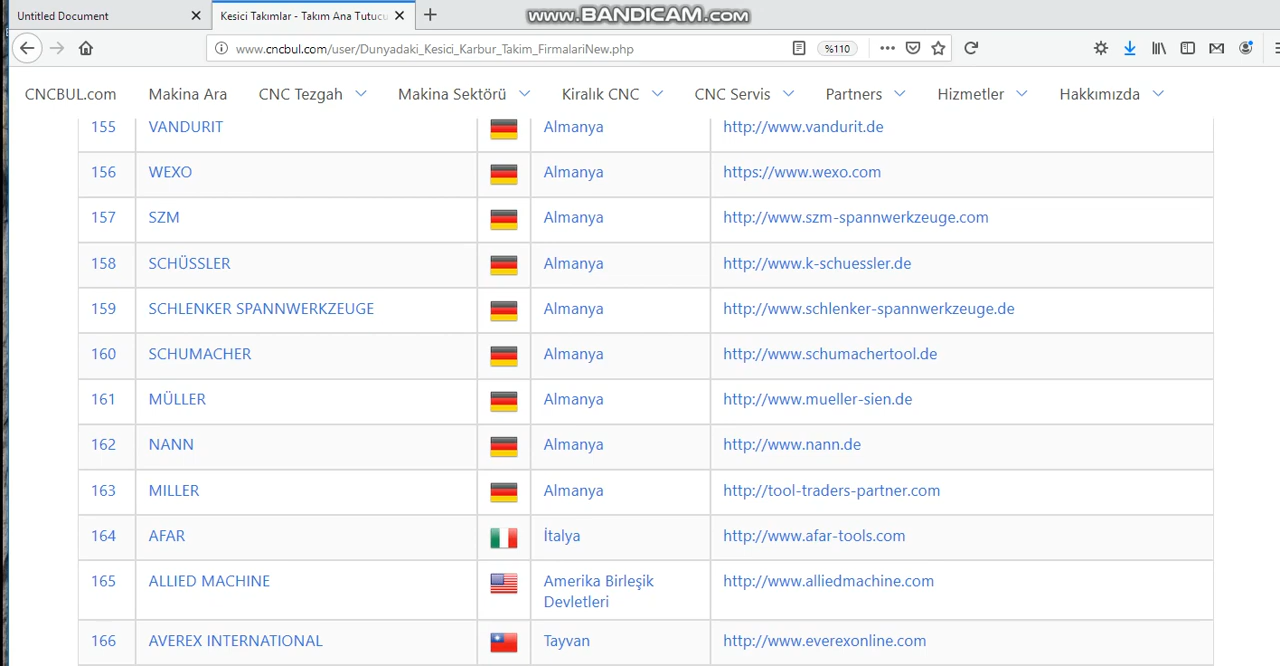 Untitled Document
Kesici Takımlar - Takım Ana Tutucu
www.BANDICAM.com
www.cncbul.com/user/Dunyadaki_Kesici_Karbur_Takim_FirmalariNew.php
%110
CNCBUL.com Makina Ara CNC Tezgah Makina Sektörü Kiralık CNC CNC Servis Partners Hizmetler Hakkımızda
155 VANDURIT Almanya http://www.vandurit.de
156 WEXO Almanya https://www.wexo.com
157 SZM Almanya http://www.szm-spannwerkzeuge.com
158 SCHÜSSLER Almanya http://www.k-schuessler.de
159 SCHLENKER SPANNWERKZEUGE Almanya http://www.schlenker-spannwerkzeuge.de
160 SCHUMACHER Almanya http://www.schumachertool.de
161 MÜLLER Almanya http://www.mueller-sien.de
162 NANN Almanya http://www.nann.de
163 MILLER Almanya http://tool-traders-partner.com
164 AFAR İtalya http://www.afar-tools.com
165 ALLIED MACHINE Amerika Birleşik http://www.alliedmachine.com
Devletleri
166 AVEREX INTERNATIONAL Tayvan http://www.everexonline.com